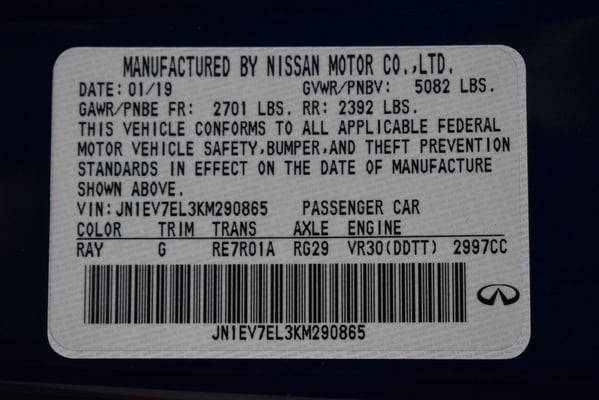 MANUFACTURED BY NISSAN MOTOR CO.,LTD.
DATE: 01/19 GVWR/PNBV: 5082 LBS.
GAWR/PNBE FR: 2701 LBS. RR: 2392 LBS.
THIS VEHICLE CONFORMS TO ALL APPLICABLE FEDERAL
MOTOR VEHICLE SAFETY,BUMPER,AND THEFT PREVENTION
STANDARDS IN EFFECT ON THE DATE OF MANUFACTURE
SHOWN ABOVE.
VIN:JN1EV7EL3KM290865 PASSENGER CAR
COLOR TRIM TRANS AXLE ENGINE
RAY G RE7R01A RG29 VR30(DDTT) 2997CC
JN1EV7EL3KM290865